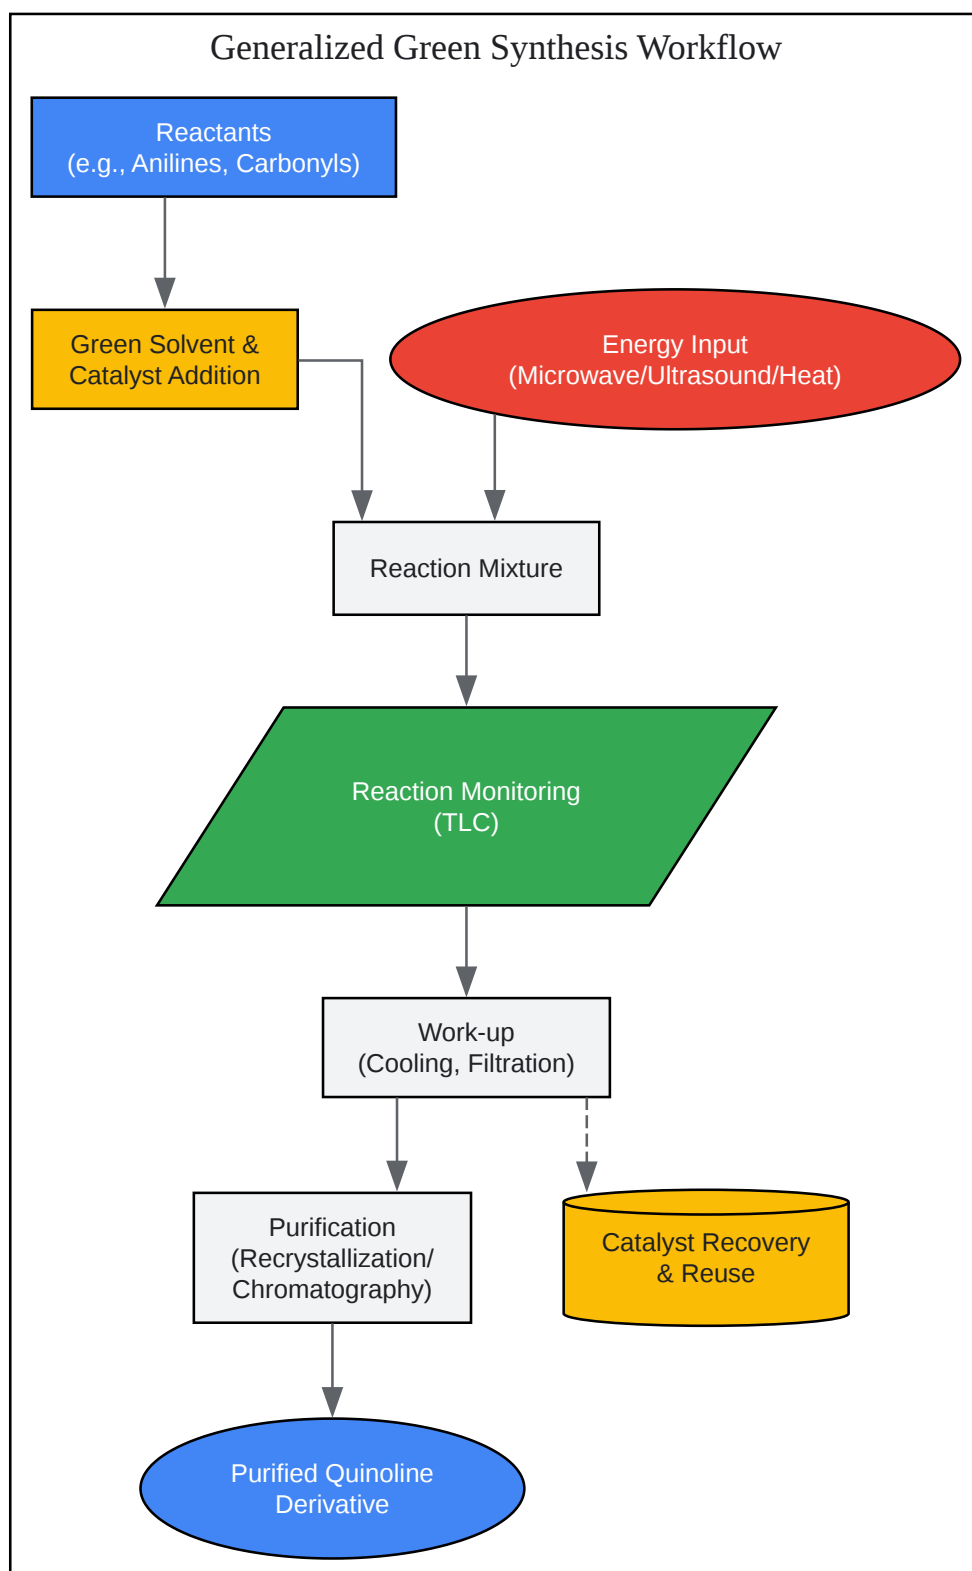 Generalized Green Synthesis Workflow
Reactants
(e.g., Anilines, Carbonyls)
Green Solvent &
Catalyst Addition
Energy Input
(Microwave/Ultrasound/Heat)
Reaction Mixture
Reaction Monitoring
(TLC)
Work-up
(Cooling, Filtration)
Purification
(Recrystallization/
Chromatography)
Catalyst Recovery
& Reuse
Purified Quinoline
Derivative